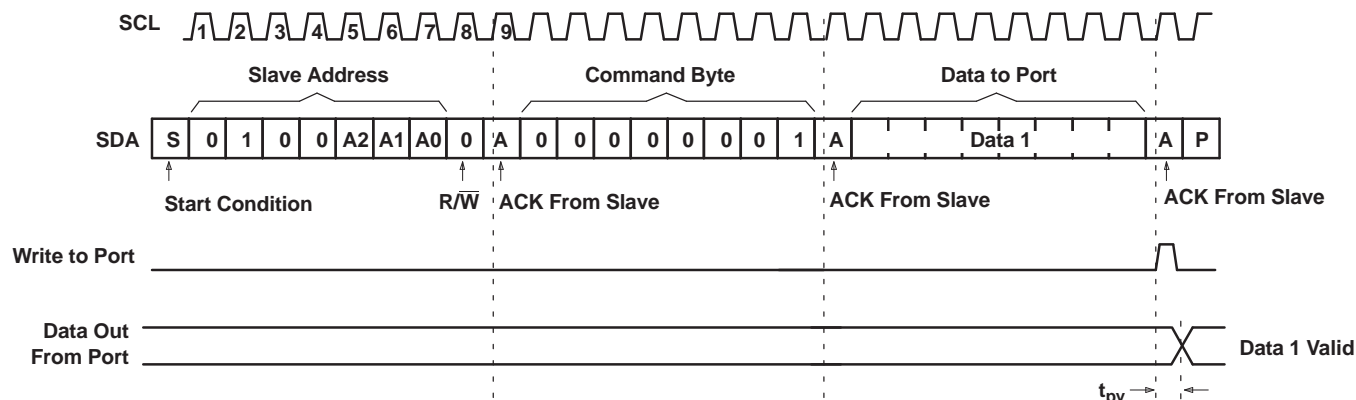 SCL 1 2 3 4 5 6 7 8 9
Slave Address Command Byte Data to Port
SDA S 0 1 0 0 A2 A1 A0 0 A 0 0 0 0 0 0 0 1 A Data 1 A P
Start Condition R/W ACK From Slave ACK From Slave ACK From Slave
Write to Port
Data Out
From Port
Data 1 Valid
tpv